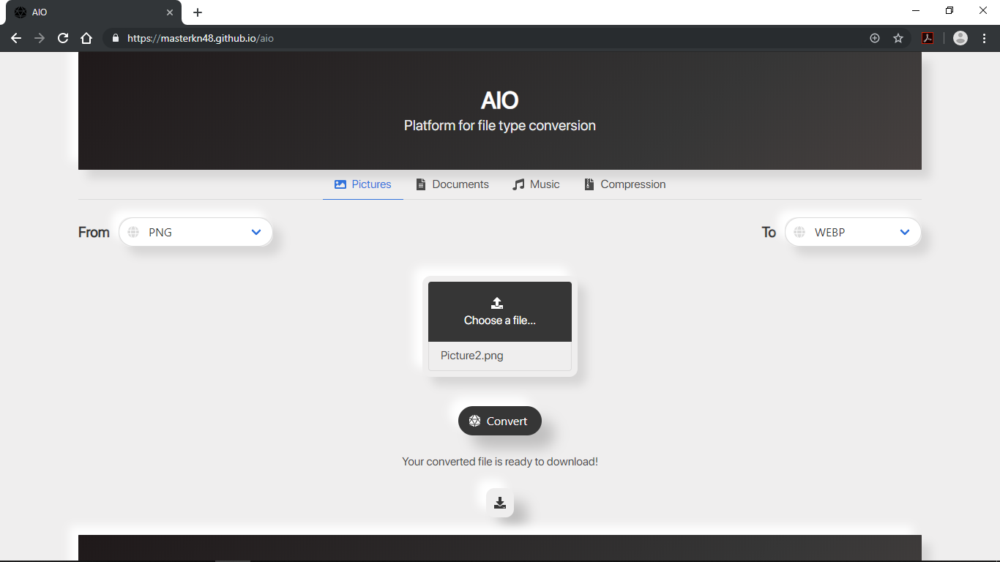 AIO
https://masterkn48.github.io/aio
AIO
Platform for file type conversion
Pictures Documents Music Compression
From PNG To WEBP
Choose a file...
Picture2.png
Convert
Your converted file is ready to download!